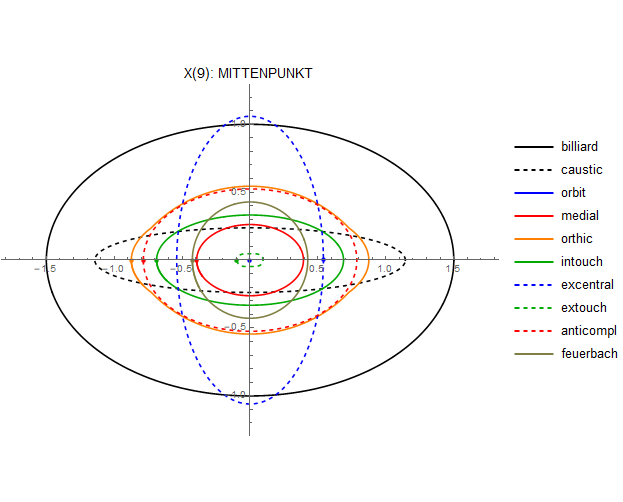 X(9): MITTENPUNKT
1.0
0.5
−1.5
−1.0
−0.5
0.5
1.0
1.5
−0.5
−1.0
billiard
caustic
orbit
medial
orthic
intouch
excentral
extouch
anticompl
feuerbach